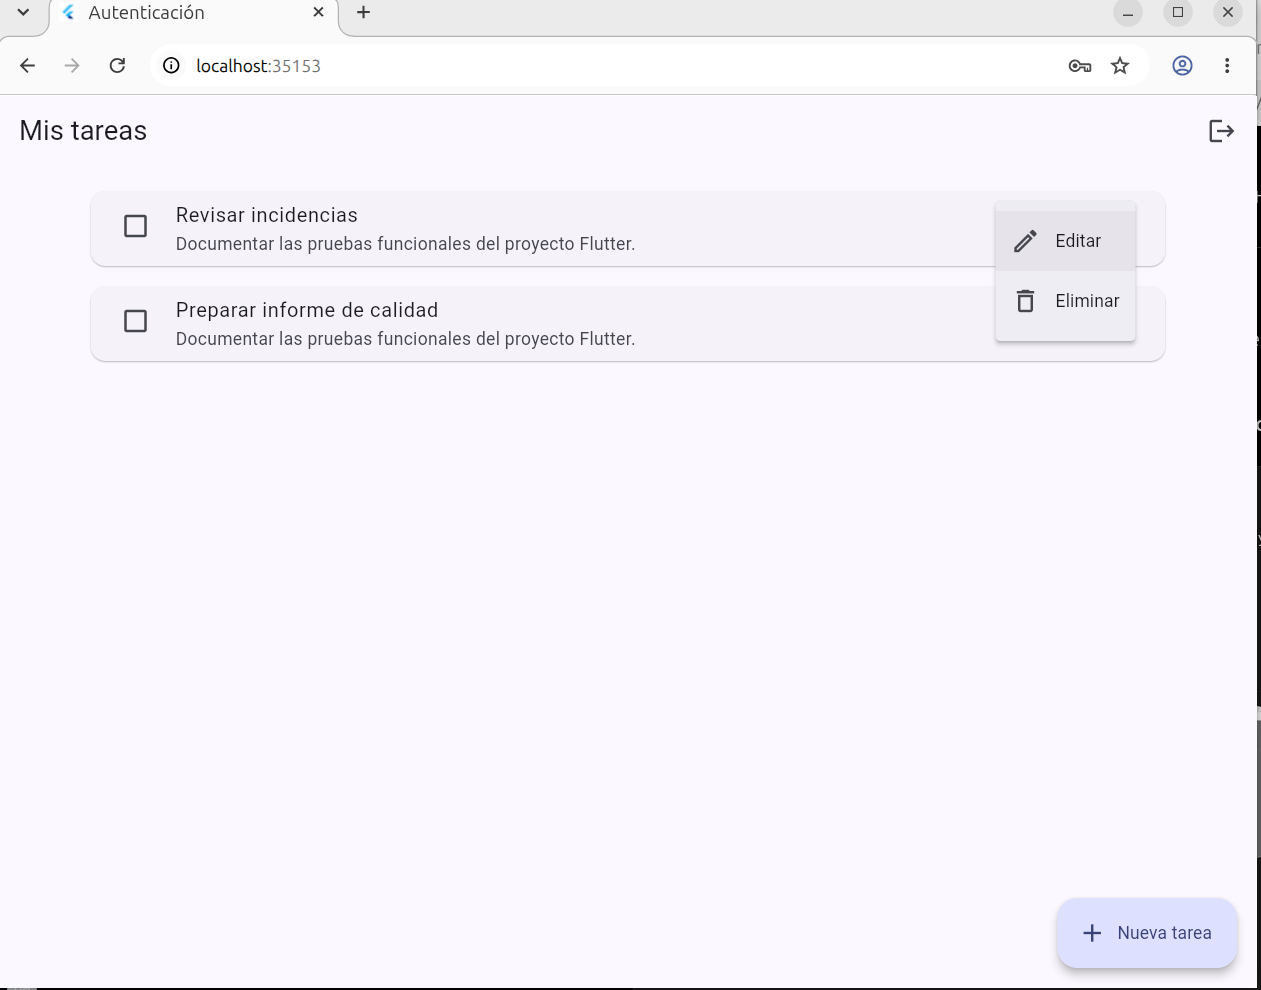 Autenticación
localhost:35153
Mis tareas
Revisar incidencias
Documentar las pruebas funcionales del proyecto Flutter.
Editar
Eliminar
Preparar informe de calidad
Documentar las pruebas funcionales del proyecto Flutter.
Nueva tarea